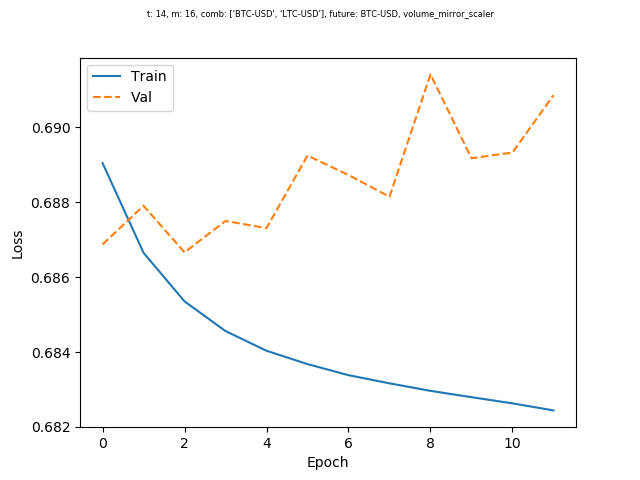 t: 14, m: 16, comb: ['BTC-USD', 'LTC-USD'], future: BTC-USD, volume_mirror_scaler
Train
Val
Loss
0.690
0.688
0.686
0.684
0.682
0 2 4 6 8 10
Epoch